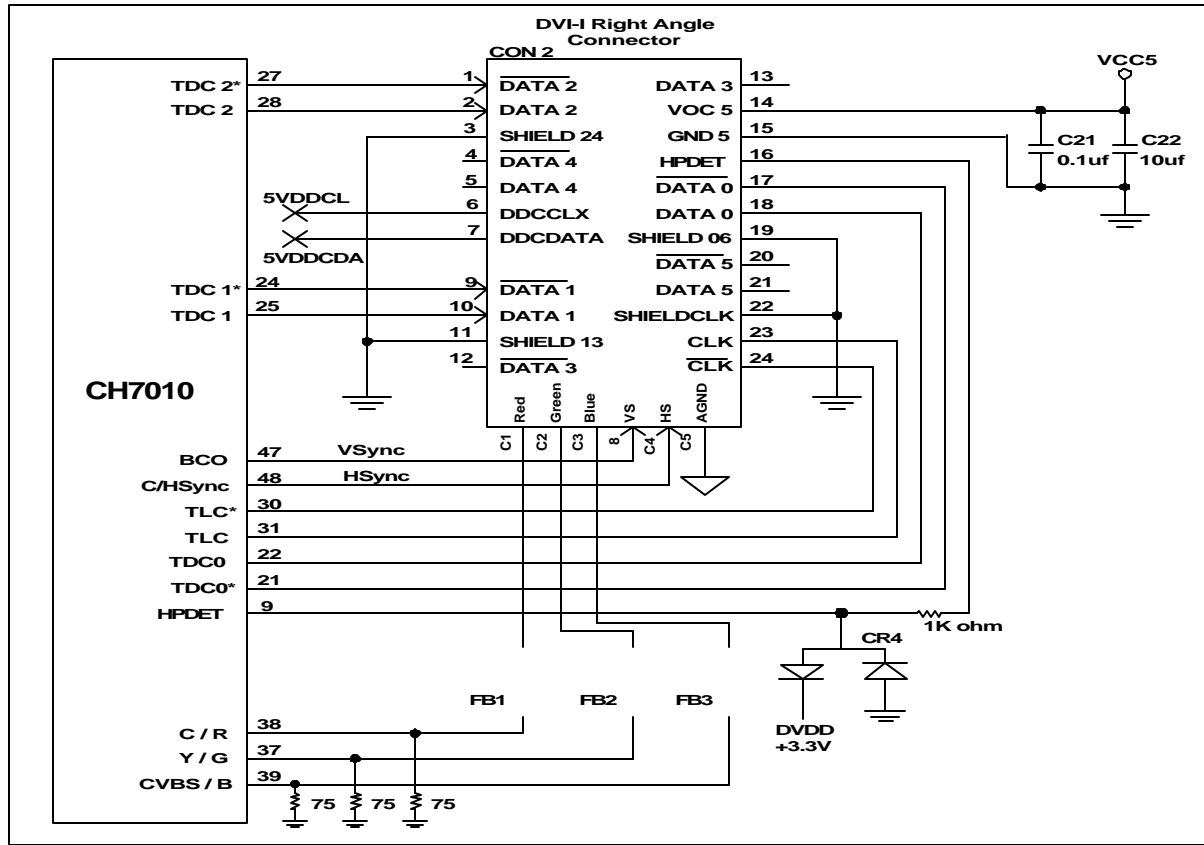 DVI-I Right Angle
Connector
CON 2
VCC5
CH7010
TDC 2* 27 1 DATA 2
TDC 2 28 2 DATA 2
3 SHIELD 24
4 DATA 4
5 DATA 4
5VDDCL 6 DDCCLX
5VDDCDA 7 DDCDATA
TDC 1* 24 9 DATA 1
TDC 1 25 10 DATA 1
11 SHIELD 13
12 DATA 3
DATA 3 13
VOC 5 14
GND 5 15
HPDET 16
DATA 0 17
DATA 0 18
SHIELD 06 19
DATA 5 20
DATA 5 21
SHIELDCLK 22
CLK 23
CLK 24
C21
0.1uf
C22
10uf
Red Green Blue VS HS AGND
C1 C2 C3 8 C4 C5
BCO 47 VSync
C/HSync 48 HSync
TLC* 30
TLC 31
TDC0 22
TDC0* 21
HPDET 9
1K ohm
CR4
DVDD
+3.3V
FB1 FB2 FB3
C / R 38
Y / G 37
CVBS / B 39
75 75 75